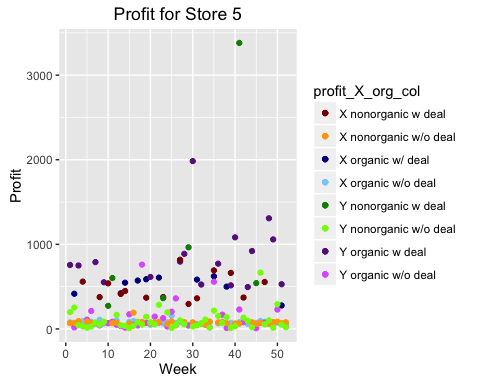 Profit for Store 5
Profit
3000
2000
1000
0
0
10
20
30
40
50
Week
profit_X_org_col
X nonorganic w deal
X nonorganic w/o deal
X organic w/ deal
X organic w/o deal
Y nonorganic w deal
Y nonorganic w/o deal
Y organic w deal
Y organic w/o deal